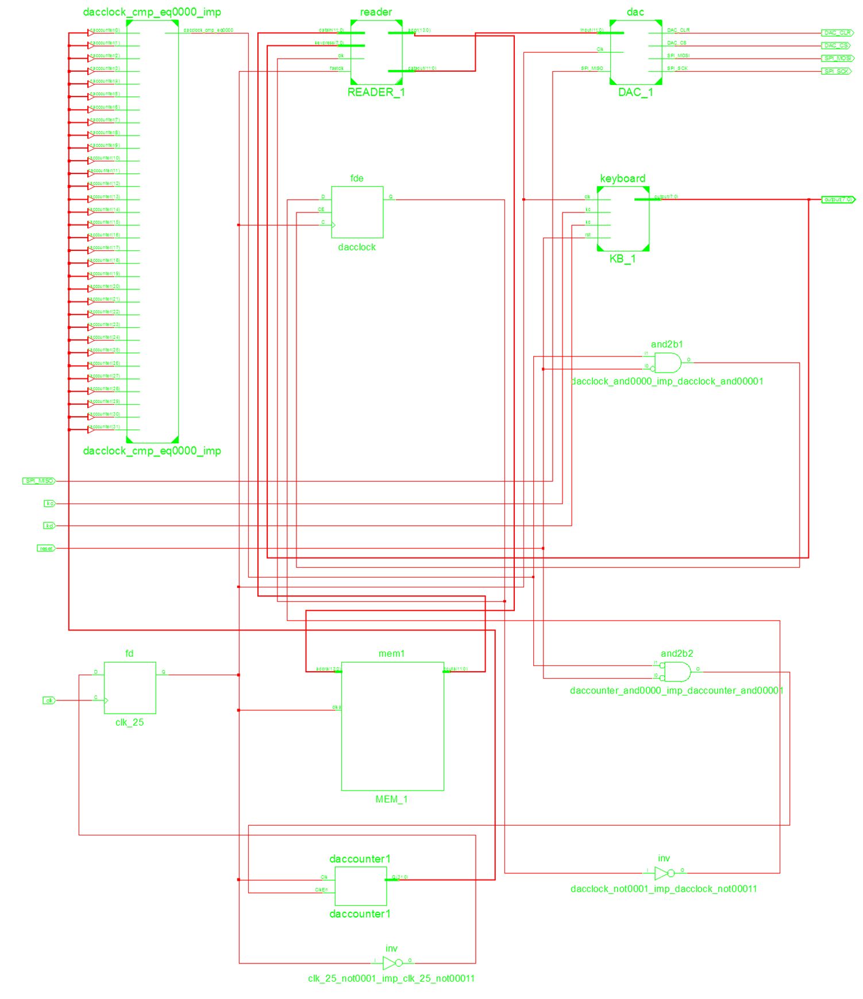 dacclock_cmp_eq0000_imp
daccounter(0)
daccounter(1)
daccounter(2)
daccounter(3)
daccounter(4)
daccounter(5)
daccounter(6)
daccounter(7)
daccounter(8)
daccounter(9)
daccounter(10)
daccounter(11)
daccounter(12)
daccounter(13)
daccounter(14)
daccounter(15)
daccounter(16)
daccounter(17)
daccounter(18)
daccounter(19)
daccounter(20)
daccounter(21)
daccounter(22)
daccounter(23)
daccounter(24)
daccounter(25)
daccounter(26)
daccounter(27)
daccounter(28)
daccounter(29)
daccounter(30)
daccounter(31)
dacclock_cmp_eq0000
dacclock_cmp_eq0000_imp
reader
datain(11:0)
keypress(7:0)
clk
fastclk
addr(13:0)
dataout(11:0)
READER_1
dac
input(11:0)
Clk
SPI_MISO
DAC_CLR
DAC_CS
SPI_MOSI
SPI_SCK
DAC_1
DAC_CLR
DAC_CS
SPI_MOSI
SPI_SCK
fde
D
CE
C
Q
dacclock
keyboard
clk
kc
kd
rst
output(7:0)
KB_1
output(7:0)
and2b1
I1
I0
O
dacclock_and0000_imp_dacclock_and00001
SPI_MISO
kc
kd
reset
fd
D
C
Q
clk_25
clk
mem1
addra(13:0)
clka
douta(11:0)
MEM_1
and2b2
I1
I0
O
daccounter_and0000_imp_daccounter_and00001
daccounter1
Clk
ClkEn
Q(31:0)
daccounter1
inv
I
O
dacclock_not0001_imp_dacclock_not00011
inv
I
O
clk_25_not0001_imp_clk_25_not00011